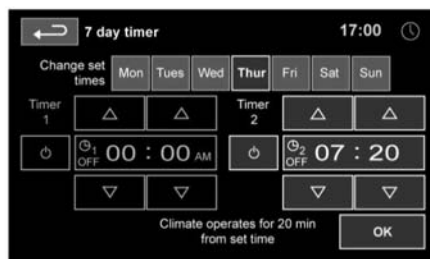 7 day timer 17:00
Change set times Mon Tues Wed Thur Fri Sat Sun
Timer 1 Timer 2
1 OFF 00 : 00 AM 2 OFF 07 : 20
Climate operates for 20 min
from set time
OK